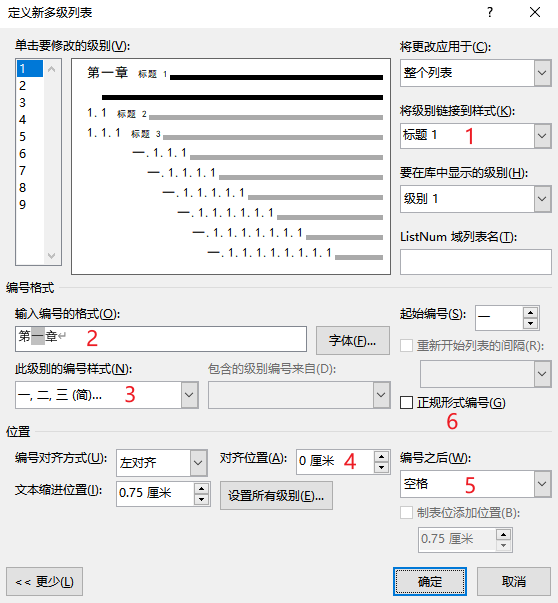 定义新多级列表 ? ×
单击要修改的级别(V):
1
2
3
4
5
6
7
8
9
第一章 标题 1
1.1 标题 2
1.1.1 标题 3
一.1.1.1
一.1.1.1.1
一.1.1.1.1.1
一.1.1.1.1.1.1
一.1.1.1.1.1.1.1
一.1.1.1.1.1.1.1.1
将更改应用于(C):
整个列表
将级别链接到样式(K):
标题 1 1
要在库中显示的级别(H):
级别 1
ListNum 域列表名(T):
编号格式
输入编号的格式(O):
第一章↵ 2
字体(F)...
起始编号(S): 一
重新开始列表的间隔(R):
此级别的编号样式(N):
一, 二, 三 (简)... 3
包含的级别编号来自(D):
正规形式编号(G)
6
位置
编号对齐方式(U): 左对齐
对齐位置(A): 0 厘米 4
文本缩进位置(I): 0.75 厘米
设置所有级别(E)...
编号之后(W):
空格 5
制表位添加位置(B):
0.75 厘米
<< 更少(L)
确定
取消